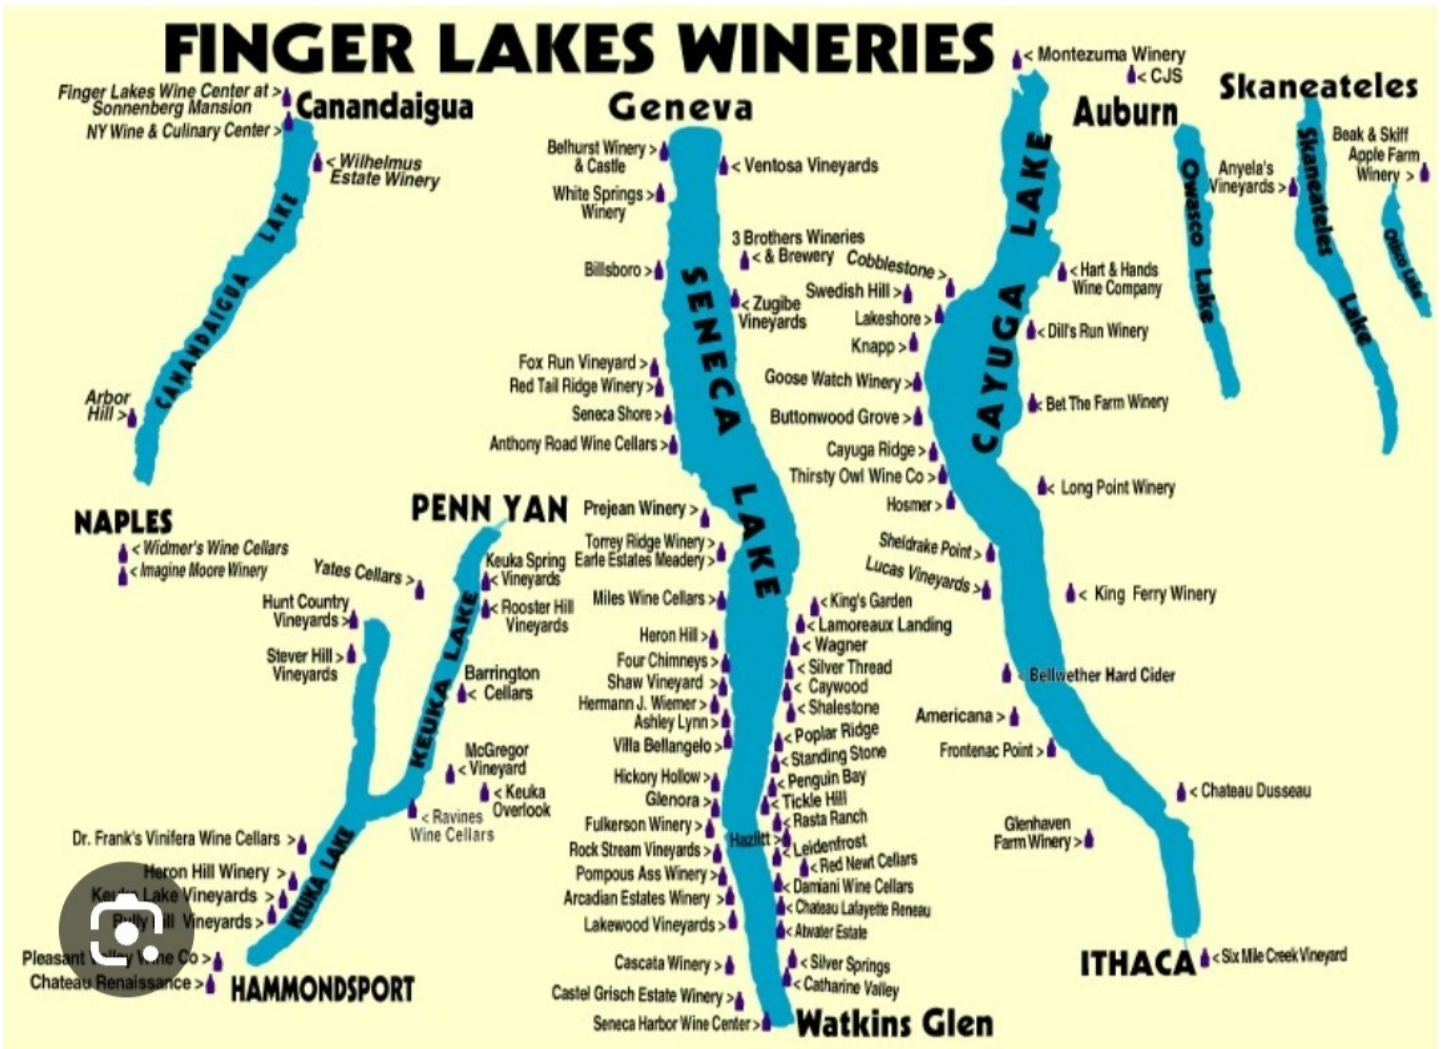 FINGER LAKES WINERIES
< Montezuma Winery
< CJS
Finger Lakes Wine Center at >
Sonnenberg Mansion
NY Wine & Culinary Center >
Canandaigua
< Wilhelmus
Estate Winery
CANANDAIGUA LAKE
Arbor
Hill >
NAPLES
< Widmer's Wine Cellars
< Imagine Moore Winery
PENN YAN
Yates Cellars >
Hunt Country
Vineyards >
Stever Hill >
Vineyards
Keuka Spring
< Vineyards
< Rooster Hill
Vineyards
KEUKA LAKE
Barrington
< Cellars
McGregor
< Vineyard
< Keuka
Overlook
< Ravines
Wine Cellars
Dr. Frank's Vinifera Wine Cellars >
Heron Hill Winery >
Keuka Lake Vineyards >
Hill Vineyards >
KEUKA LAKE
Pleasant Valley Wine Co >
Chateau Renaissance >
HAMMONDSPORT
Geneva
Belhurst Winery >
& Castle
White Springs >
Winery
Billsboro >
Fox Run Vineyard >
Red Tail Ridge Winery >
Seneca Shore >
Anthony Road Wine Cellars >
Prejean Winery >
Torrey Ridge Winery >
Earle Estates Meadery >
Miles Wine Cellars >
Heron Hill >
Four Chimneys >
Shaw Vineyard >
Hermann J. Wiemer >
Ashley Lynn >
Villa Bellangelo >
Hickory Hollow >
Glenora >
Fulkerson Winery >
Rock Stream Vineyards >
Pompous Ass Winery >
Arcadian Estates Winery >
Lakewood Vineyards >
Cascata Winery >
Castel Grisch Estate Winery >
Seneca Harbor Wine Center >
SENECA LAKE
< Ventosa Vineyards
3 Brothers Wineries
< & Brewery
< Zugibe
Vineyards
< King's Garden
< Lamoreaux Landing
< Wagner
< Silver Thread
< Caywood
< Shalestone
< Poplar Ridge
< Standing Stone
< Penguin Bay
< Tickle Hill
< Rasta Ranch
Hazlitt >
< Leidenfrost
< Red Newt Cellars
< Damiani Wine Cellars
< Chateau Lafayette Reneau
< Atwater Estate
< Silver Springs
< Catharine Valley
Watkins Glen
Cobblestone >
Swedish Hill >
Lakeshore >
Knapp >
Goose Watch Winery >
Buttonwood Grove >
Cayuga Ridge >
Thirsty Owl Wine Co >
Hosmer >
Sheldrake Point >
Lucas Vineyards >
< Bellwether Hard Cider
Americana >
Frontenac Point >
Glenhaven
Farm Winery >
CAYUGA LAKE
< Hart & Hands
Wine Company
< Dill's Run Winery
< Bet The Farm Winery
< Long Point Winery
< King Ferry Winery
< Chateau Dusseau
ITHACA
< Six Mile Creek Vineyard
Auburn
Owasco Lake
Skaneateles
Anyela's
Vineyards >
Skaneateles Lake
Beak & Skiff
Apple Farm
Winery >
Otisco Lake